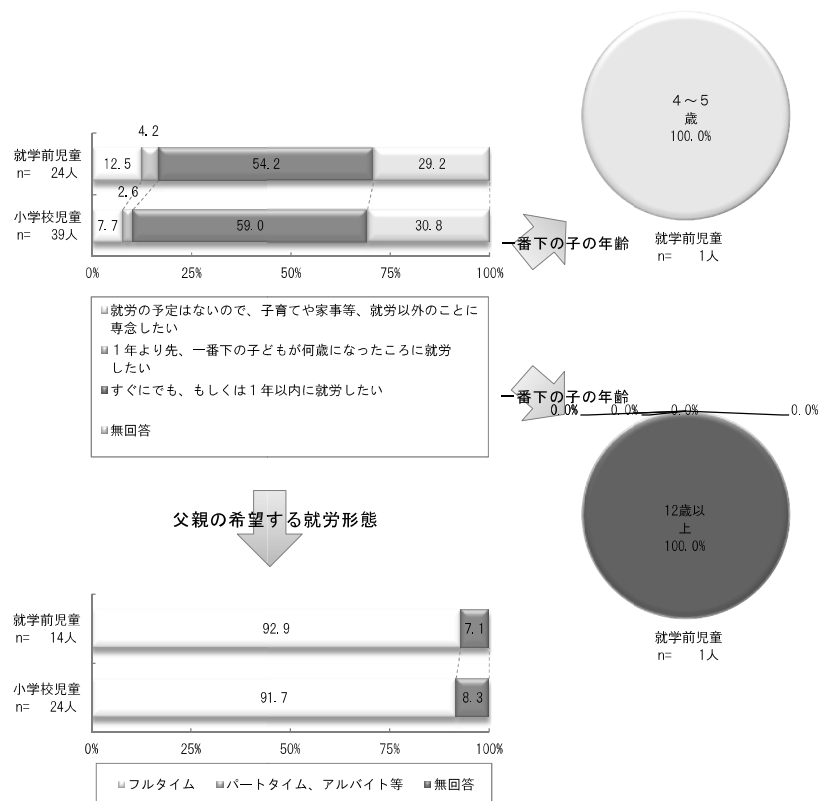 4～5
歳
100.0%
就学前児童
n= 1人
4.2
就学前児童
n= 24人
12.5
54.2
29.2
2.6
小学校児童
n= 39人
7.7
59.0
30.8
0%
25%
50%
75%
100%
一番下の子の年齢
就労の予定はないので、子育てや家事等、就労以外のことに
専念したい
１年より先、一番下の子どもが何歳になったころに就労
したい
すぐにでも、もしくは１年以内に就労したい
無回答
一番下の子の年齢
0.0%
0.0%
0.0%
0.0%
12歳以
上
100.0%
就学前児童
n= 1人
父親の希望する就労形態
就学前児童
n= 14人
92.9
7.1
小学校児童
n= 24人
91.7
8.3
0%
25%
50%
75%
100%
フルタイム
パートタイム、アルバイト等
無回答